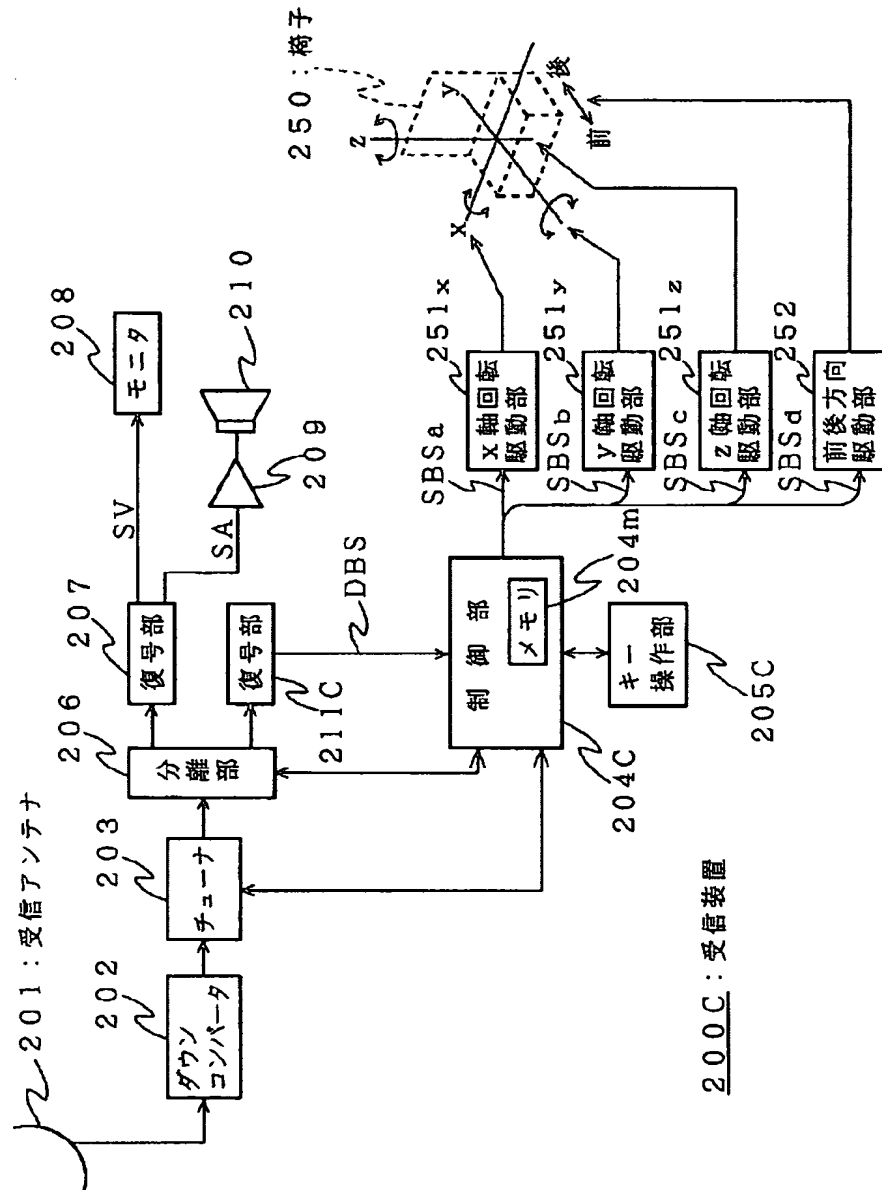 201：受信アンテナ
202
ダウン
コンバータ
203
チューナ
206
分離部
207
復号部
211C
復号部
SV
SA
208
モニタ
209
210
DBS
制御部
メモリ
204m
204C
キー
操作部
205C
SBSa
x軸回転
駆動部
251x
SBSb
y軸回転
駆動部
251y
SBSc
z軸回転
駆動部
251z
SBSd
前後方向
駆動部
252
250：椅子
x
y
z
前
後
200C：受信装置